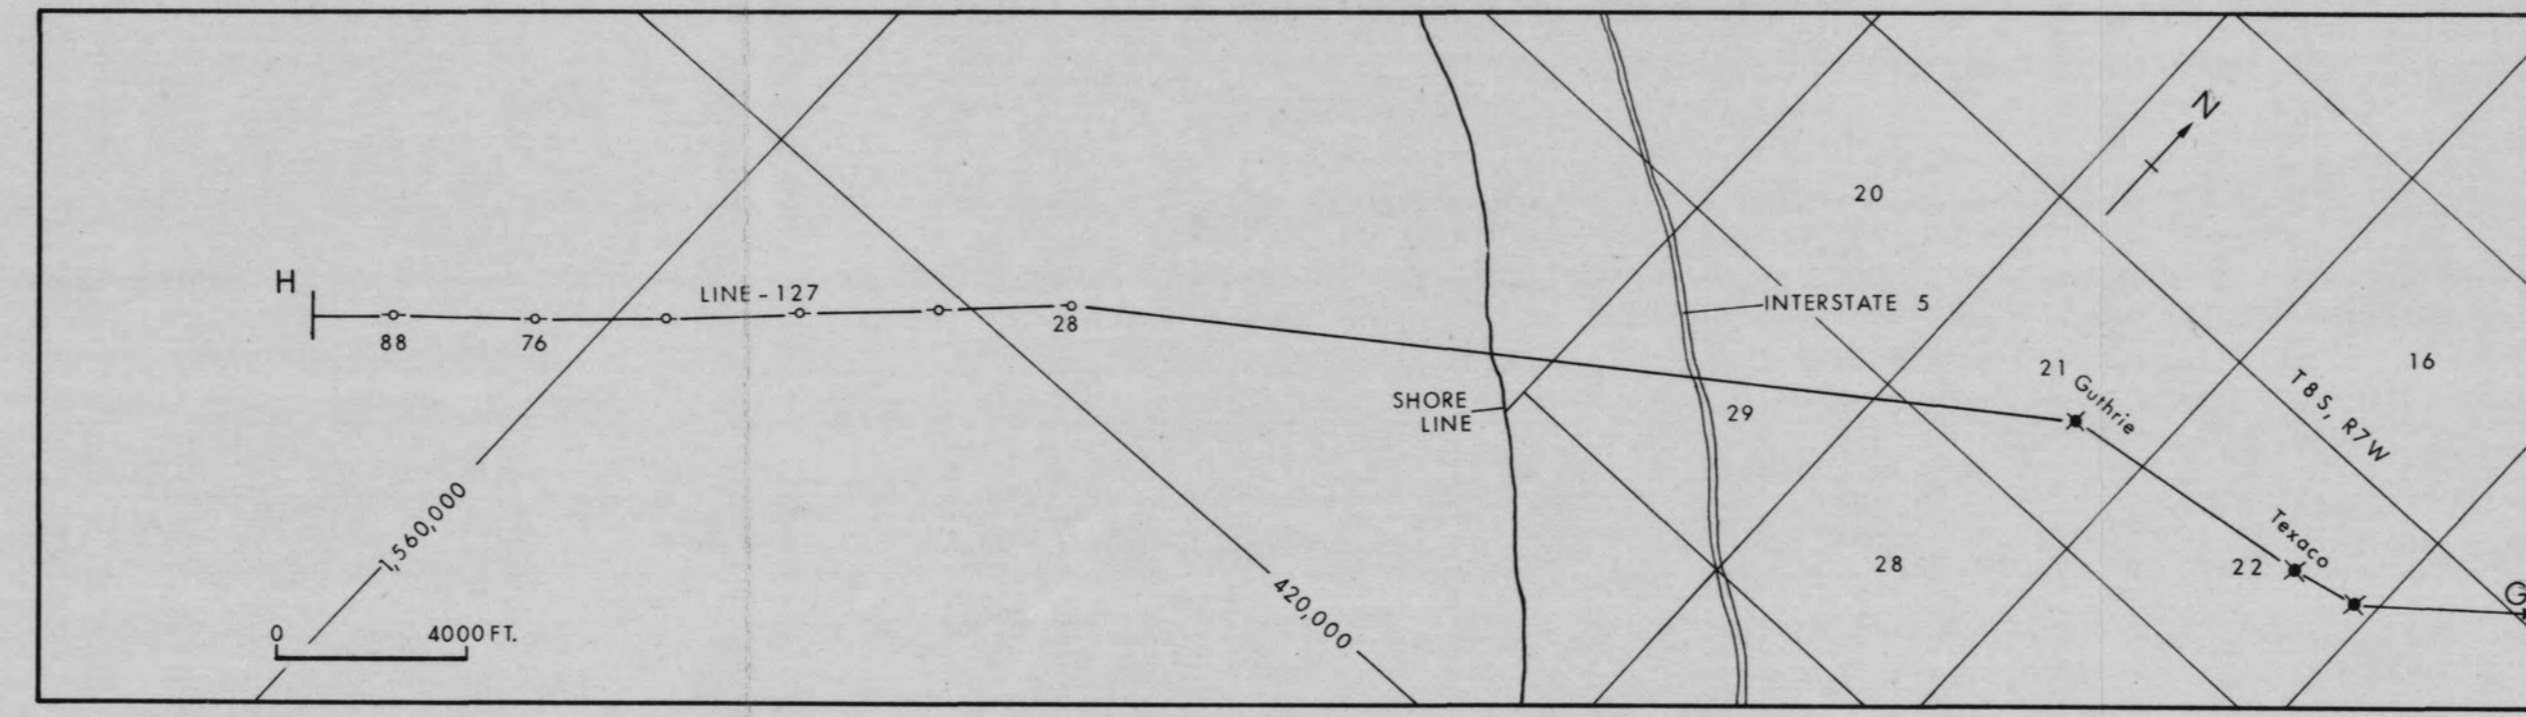 N
20
H
LINE - 127
INTERSTATE 5
28
88
76
21 Guthrie
16
T8S, R7W
SHORE
LINE
29
1,560,000
Texaco
22
28
420,000
G
0 4000 FT.